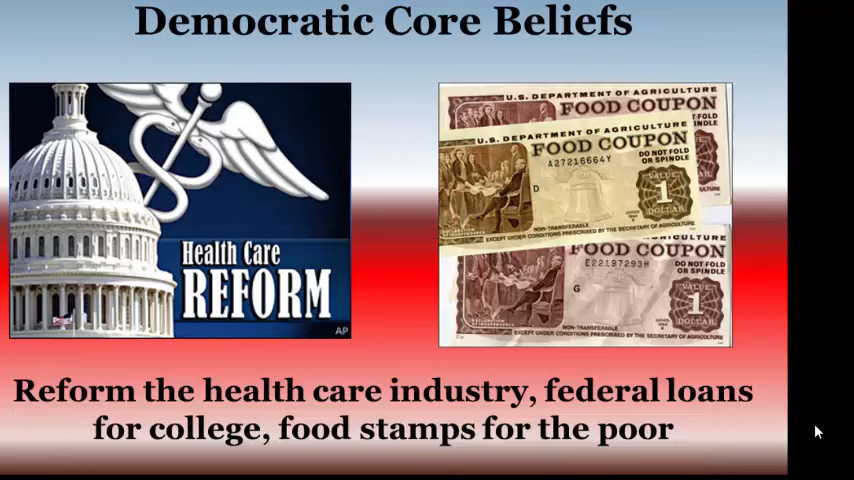 Democratic Core Beliefs
Health Care
REFORM
AP
U.S. DEPARTMENT OF AGRICULTURE
FOOD COUPON
U.S. DEPARTMENT OF AGRICULTURE
FOOD COUPON
A27216664Y
DO NOT FOLD
OR SPINDLE
D
VALUE
1
DOLLAR
NON-TRANSFERABLE
EXCEPT UNDER CONDITIONS PRESCRIBED BY THE SECRETARY OF AGRICULTURE
FOOD COUPON
E22197293H
DO NOT FOLD
OR SPINDLE
G
VALUE
1
DOLLAR
NON-TRANSFERABLE
EXCEPT UNDER CONDITIONS PRESCRIBED BY THE SECRETARY OF AGRICULTURE
Reform the health care industry, federal loans
for college, food stamps for the poor